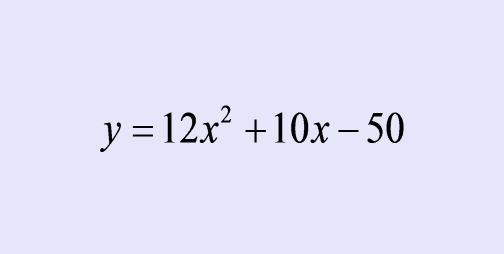 y = 12x² + 10x − 50